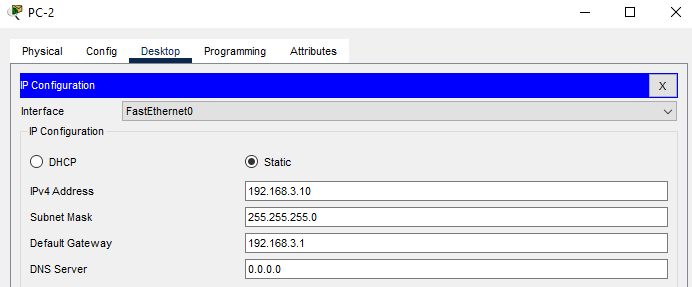 PC-2
Physical Config Desktop Programming Attributes
IP Configuration X
Interface FastEthernet0
IP Configuration
DHCP Static
IPv4 Address 192.168.3.10
Subnet Mask 255.255.255.0
Default Gateway 192.168.3.1
DNS Server 0.0.0.0